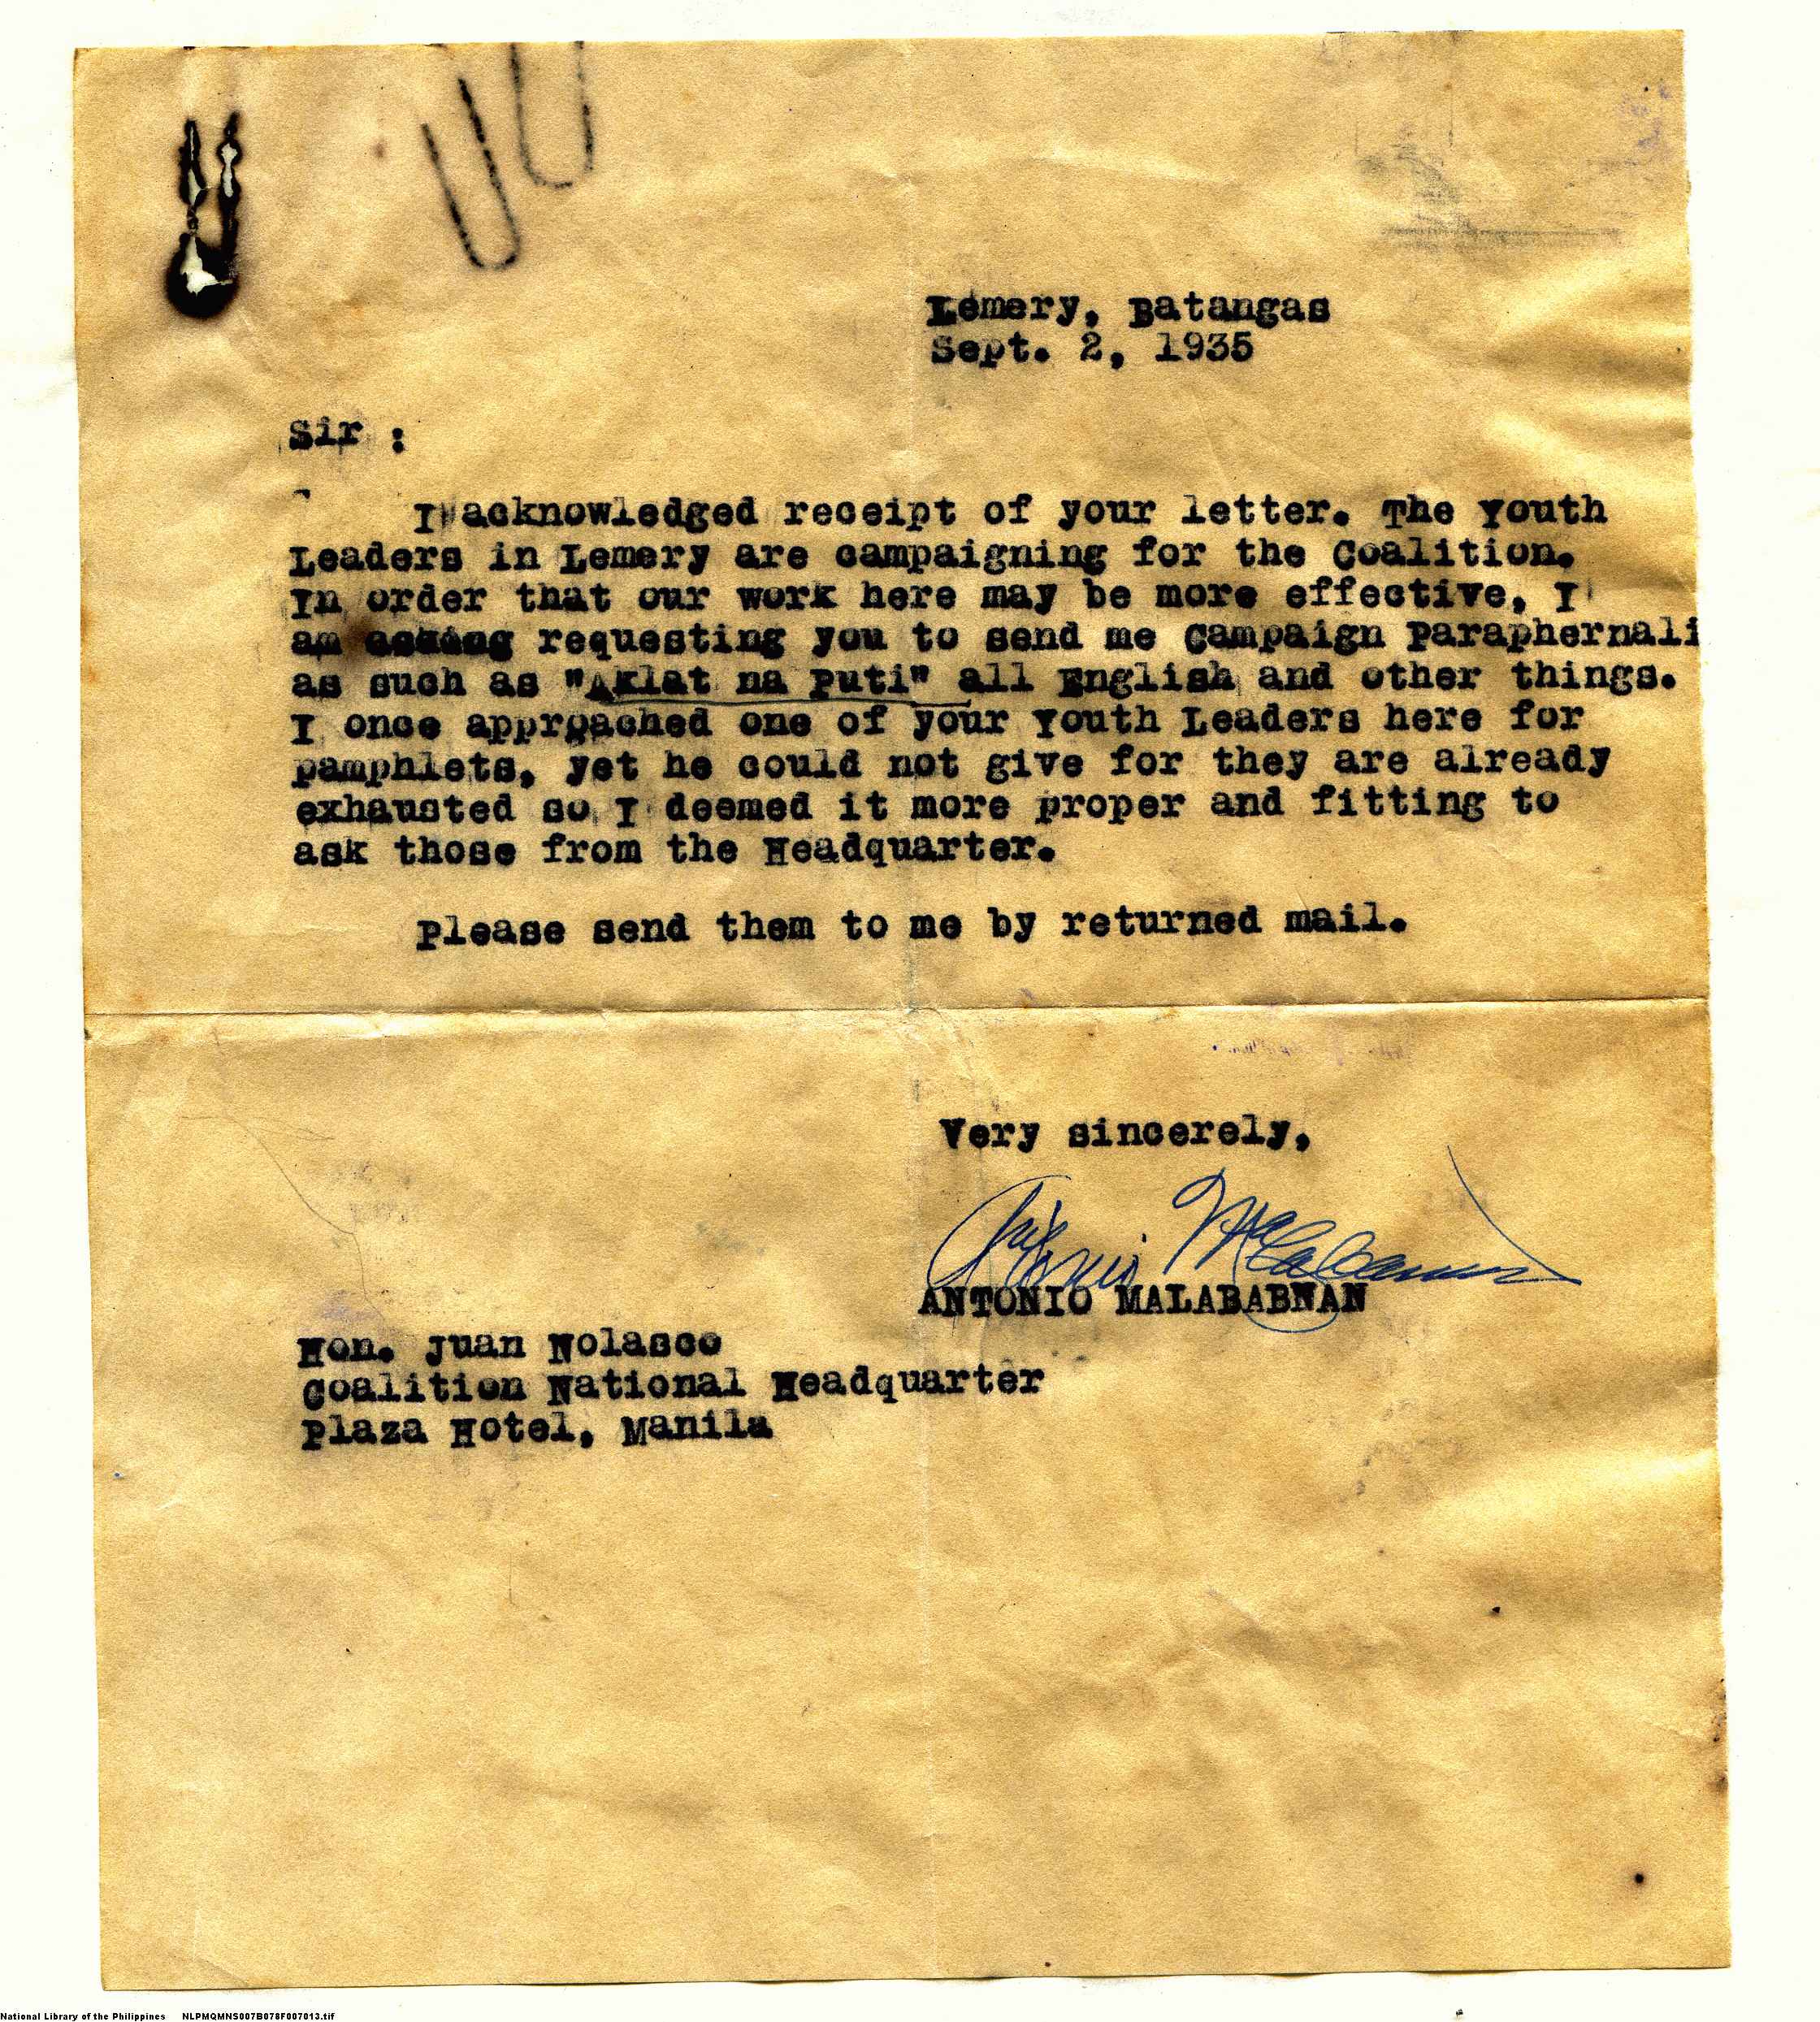 Lemery, Batangas
Sept. 2, 1935
Sir :
I acknowledged receipt of your letter. The Youth
Leaders in Lemery are campaigning for the Coalition.
In order that our work here may be more effective, I
am asking requesting you to send me Campaign Paraphernali
as such as "Aklat na Puti" all English and other things.
I once approached one of your Youth Leaders here for
pamphlets, yet he could not give for they are already
exhausted so I deemed it more proper and fitting to
ask those from the Headquarter.
Please send them to me by returned mail.
Very sincerely,
Antonio Malabanan
ANTONIO MALABABNAN
Hon. Juan Nolasco
Coalition National Headquarter
Plaza Hotel, Manila
National Library of the Philippines NLPMQMNS007B078F007013.tif